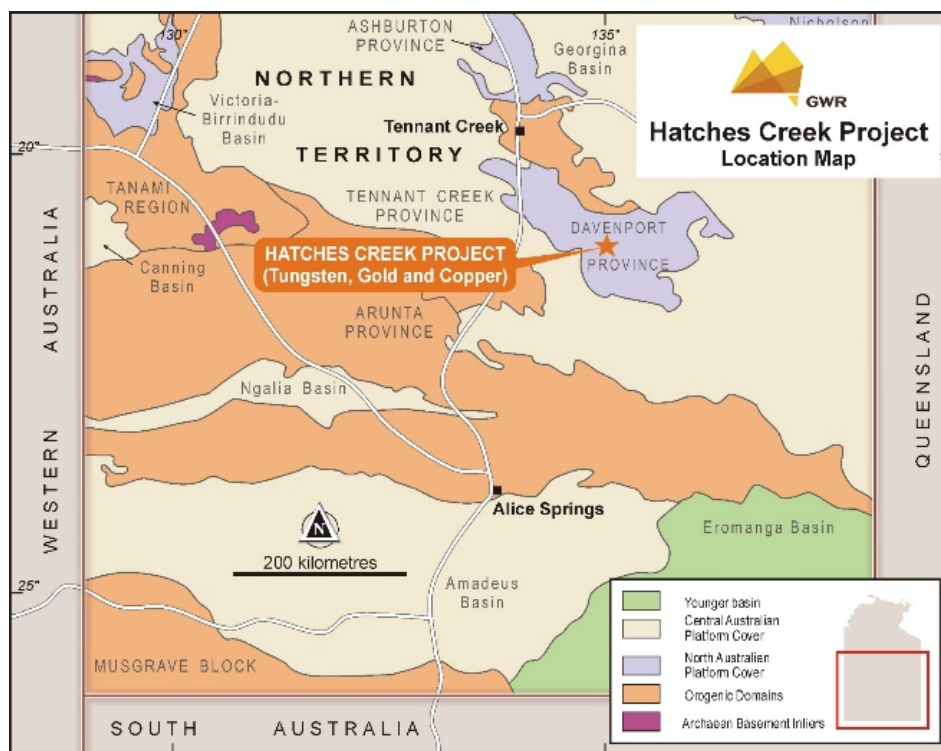 130°
ASHBURTON
PROVINCE
135°
Georgina
Basin
Nicholson
GWR
Hatches Creek Project
Location Map
NORTHERN
TERRITORY
Victoria-
Birrindudu
Basin
Tennant Creek
20°
TANAMI
REGION
TENNANT CREEK
PROVINCE
DAVENPORT
PROVINCE
HATCHES CREEK PROJECT
(Tungsten, Gold and Copper)
Canning
Basin
ARUNTA
PROVINCE
WESTERN AUSTRALIA
QUEENSLAND
Ngalia Basin
Alice Springs
Eromanga Basin
N
200 kilometres
25°
Amadeus
Basin
MUSGRAVE BLOCK
SOUTH AUSTRALIA
Younger basin
Central Australian
Platform Cover
North Australian
Platform Cover
Orogenic Domains
Archaean Basement Inliers